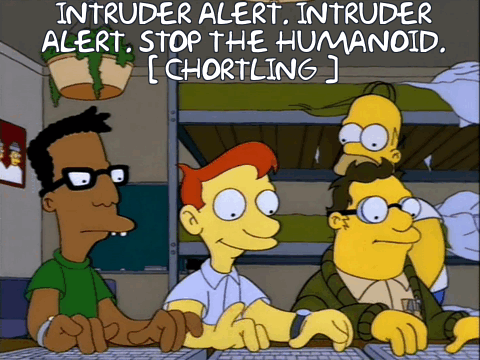 INTRUDER ALERT. INTRUDER
ALERT. STOP THE HUMANOID.
[ CHORTLING ]